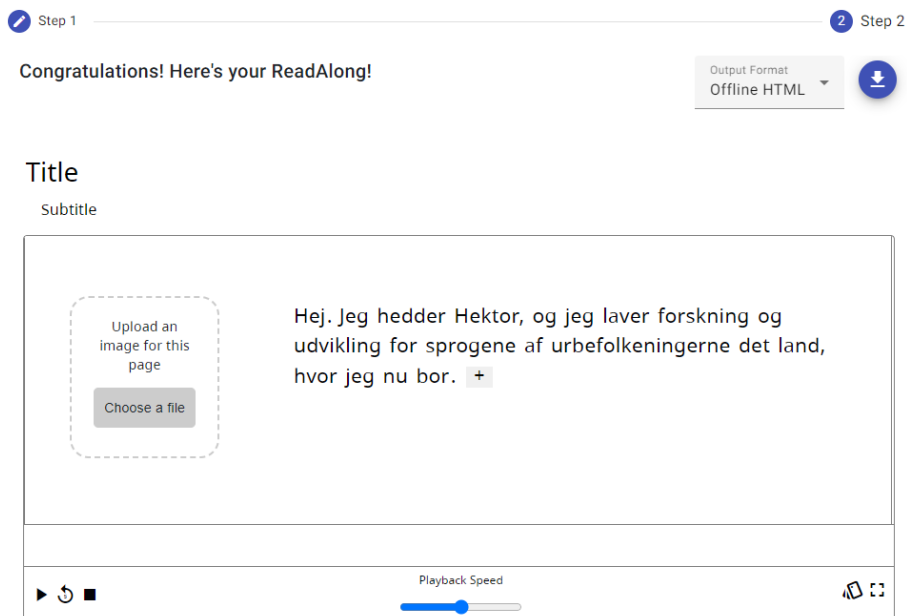 Step 1
2 Step 2
Congratulations! Here's your ReadAlong!
Output Format
Offline HTML
Title
Subtitle
Upload an
image for this
page
Choose a file
Hej. Jeg hedder Hektor, og jeg laver forskning og
udvikling for sprogene af urbefolkeningerne det land,
hvor jeg nu bor. +
Playback Speed
5